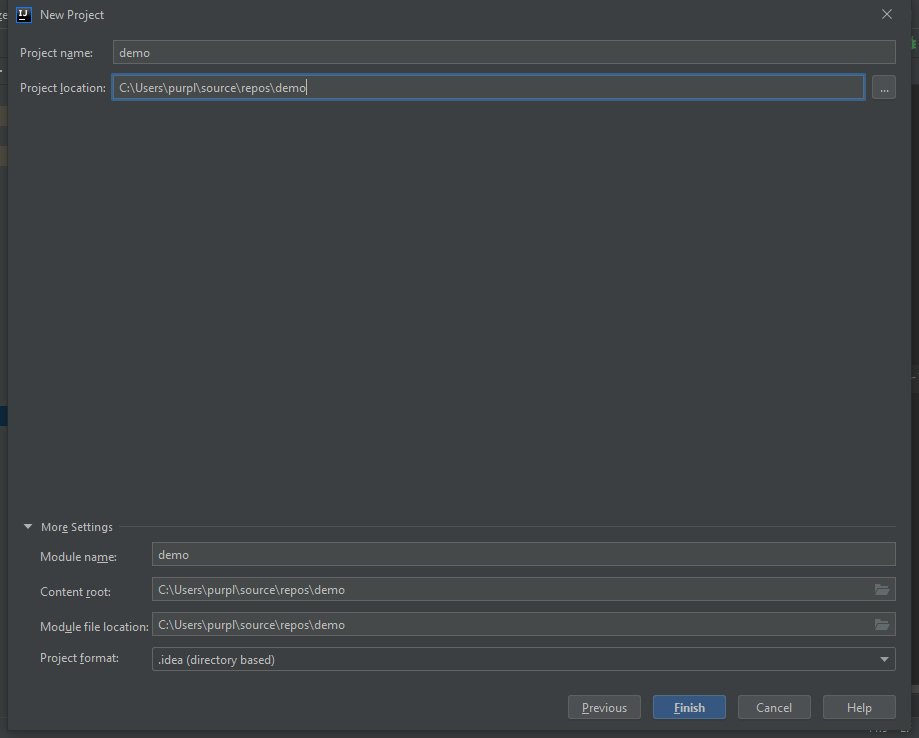 New Project
Project name: demo
Project location: C:\Users\purpl\source\repos\demo ...
More Settings
Module name: demo
Content root: C:\Users\purpl\source\repos\demo
Module file location: C:\Users\purpl\source\repos\demo
Project format: .idea (directory based)
Previous Finish Cancel Help